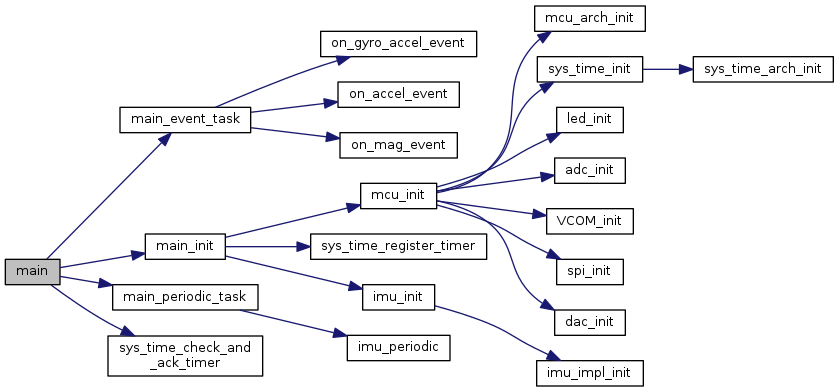 main
main_event_task
on_gyro_accel_event
on_accel_event
on_mag_event
main_init
mcu_init
mcu_arch_init
sys_time_init
sys_time_arch_init
led_init
adc_init
VCOM_init
spi_init
dac_init
sys_time_register_timer
imu_init
imu_impl_init
main_periodic_task
imu_periodic
sys_time_check_and
_ack_timer